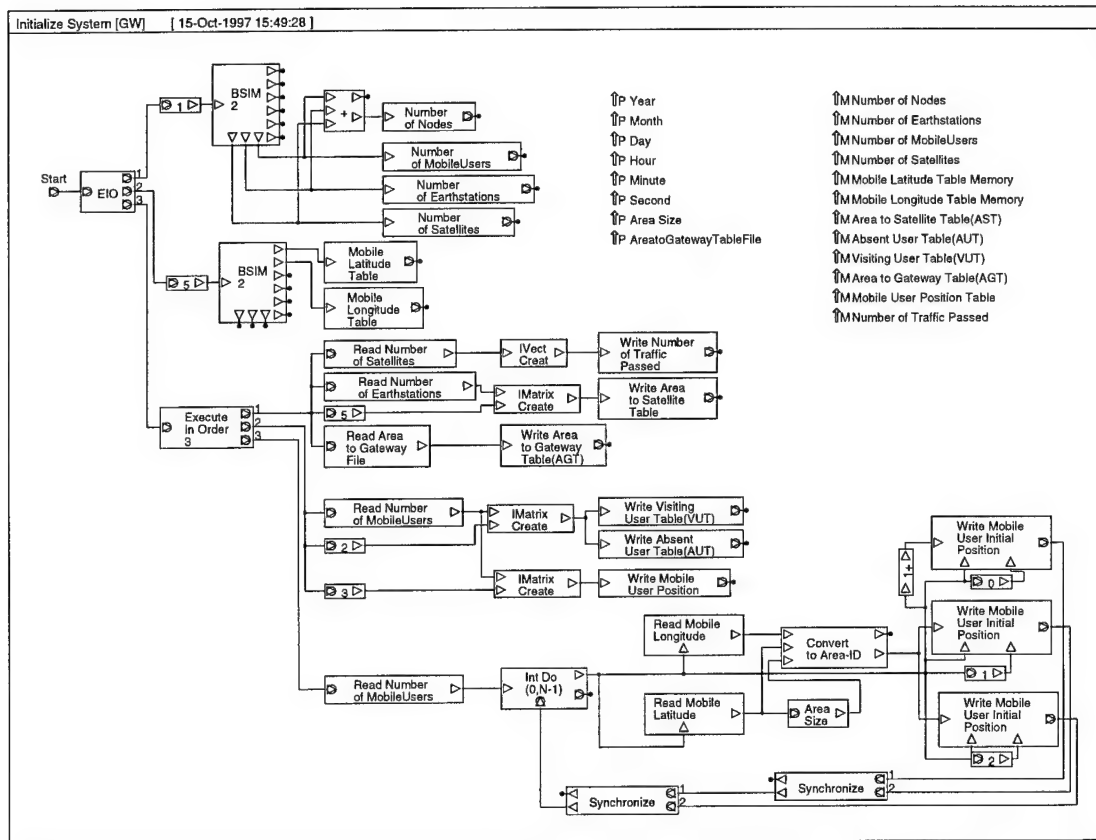 Initialize System [GW] [ 15-Oct-1997 15:49:28 ]
Start
EIO
1
2
3
1
BSIM
2
+
Number
of Nodes
Number
of MobileUsers
Number
of Earthstations
Number
of Satellites
5
BSIM
2
Mobile
Latitude
Table
Mobile
Longitude
Table
⇑P Year
⇑P Month
⇑P Day
⇑P Hour
⇑P Minute
⇑P Second
⇑P Area Size
⇑P AreatoGatewayTableFile
⇑M Number of Nodes
⇑M Number of Earthstations
⇑M Number of MobileUsers
⇑M Number of Satellites
⇑M Mobile Latitude Table Memory
⇑M Mobile Longitude Table Memory
⇑M Area to Satellite Table(AST)
⇑M Absent User Table(AUT)
⇑M Visiting User Table(VUT)
⇑M Area to Gateway Table(AGT)
⇑M Mobile User Position Table
⇑M Number of Traffic Passed
Execute
in Order
3
1
2
3
Read Number
of Satellites
IVect
Creat
Write Number
of Traffic
Passed
Read Number
of Earthstations
5
IMatrix
Create
Write Area
to Satellite
Table
Read Area
to Gateway
File
Write Area
to Gateway
Table(AGT)
Read Number
of MobileUsers
2
IMatrix
Create
Write Visiting
User Table(VUT)
Write Absent
User Table(AUT)
3
IMatrix
Create
Write Mobile
User Position
Read Number
of MobileUsers
Int Do
(0,N-1)
Read Mobile
Longitude
Read Mobile
Latitude
Convert
to Area-ID
Area
Size
1+
Write Mobile
User Initial
Position
0
Write Mobile
User Initial
Position
1
Write Mobile
User Initial
Position
2
Synchronize
1
2
Synchronize
1
2